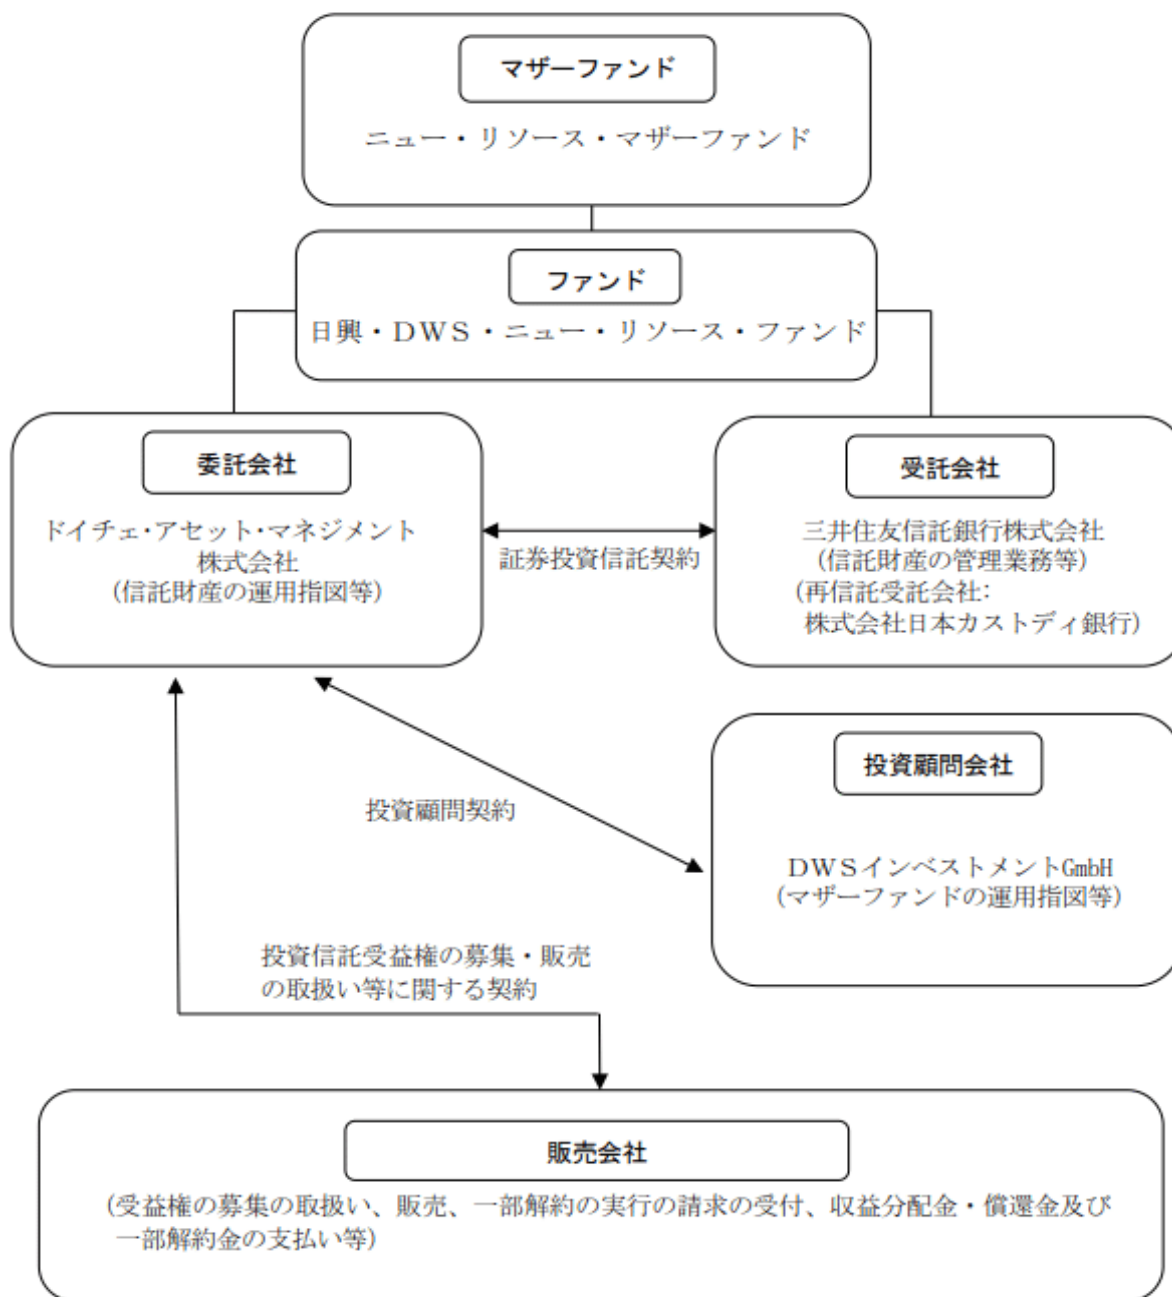 マザーファンド
ニュー・リソース・マザーファンド
ファンド
日興・ＤＷＳ・ニュー・リソース・ファンド
委託会社
ドイチェ･アセット･マネジメント
株式会社
(信託財産の運用指図等)
証券投資信託契約
受託会社
三井住友信託銀行株式会社
(信託財産の管理業務等)
(再信託受託会社:
株式会社日本カストディ銀行)
投資顧問契約
投資顧問会社
ＤＷＳインベストメントGmbH
(マザーファンドの運用指図等)
投資信託受益権の募集・販売
の取扱い等に関する契約
販売会社
(受益権の募集の取扱い、販売、一部解約の実行の請求の受付、収益分配金・償還金及び
一部解約金の支払い等)